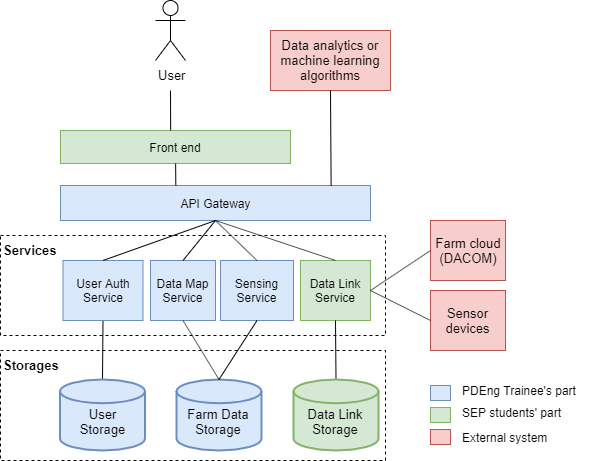 User
Data analytics or
machine learning
algorithms
Front end
API Gateway
Services
User Auth
Service
Data Map
Service
Sensing
Service
Data Link
Service
Farm cloud
(DACOM)
Sensor
devices
Storages
User
Storage
Farm Data
Storage
Data Link
Storage
PDEng Trainee's part
SEP students' part
External system